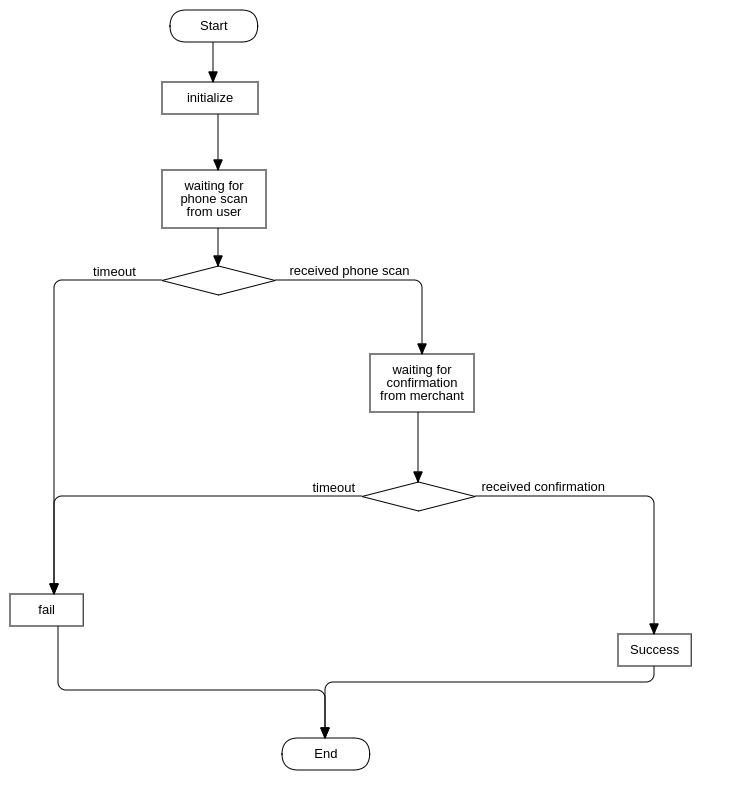 Start
initialize
waiting for
phone scan
from user
timeout
received phone scan
waiting for
confirmation
from merchant
timeout
received confirmation
fail
Success
End